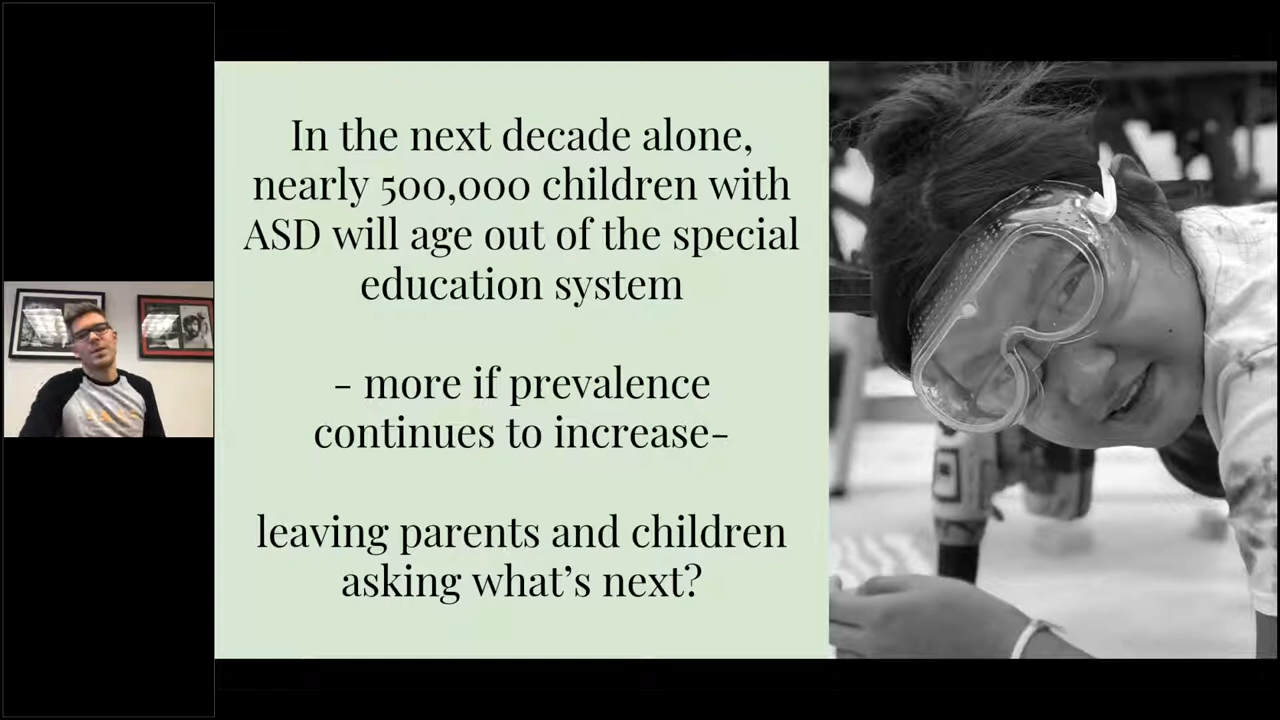 In the next decade alone,
nearly 500,000 children with
ASD will age out of the special
education system
- more if prevalence
continues to increase-
leaving parents and children
asking what’s next?